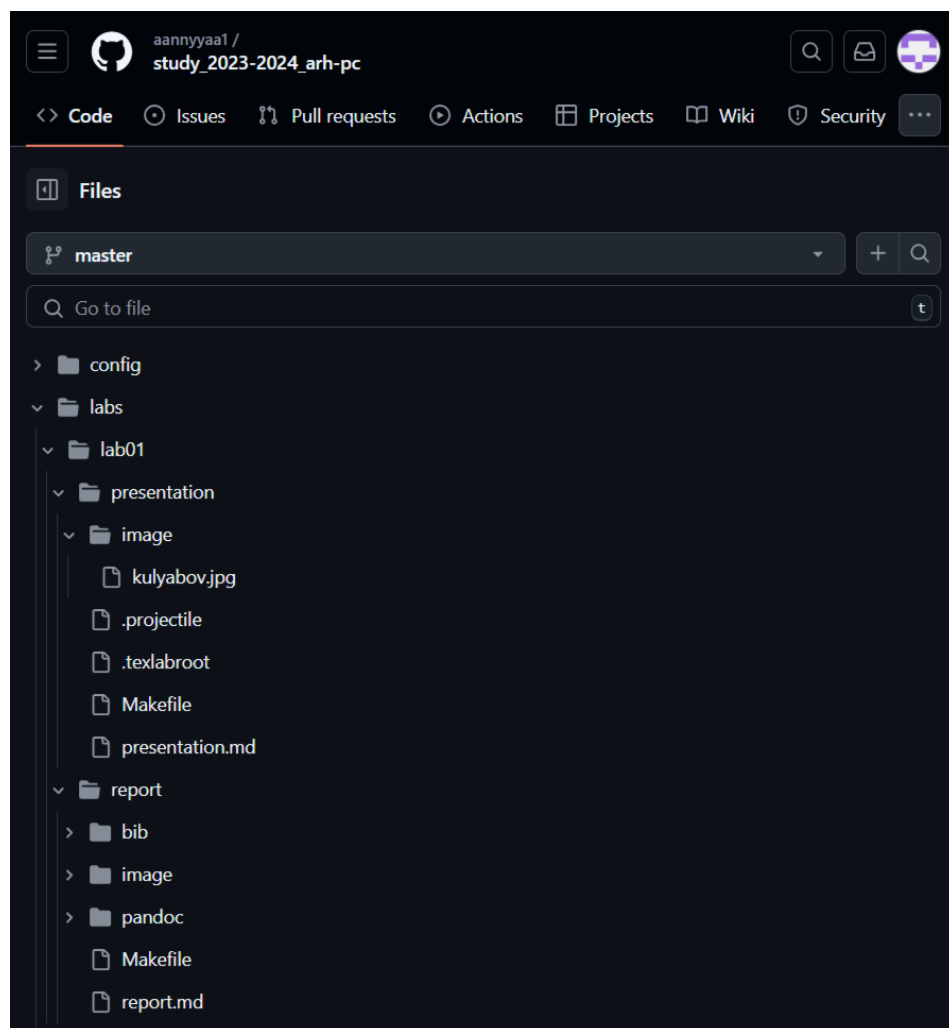 aannyyaa1 /
study_2023-2024_arh-pc
Code Issues Pull requests Actions Projects Wiki Security
Files
master
Go to file t
config
labs
lab01
presentation
image
kulyabov.jpg
.projectile
.texlabroot
Makefile
presentation.md
report
bib
image
pandoc
Makefile
report.md